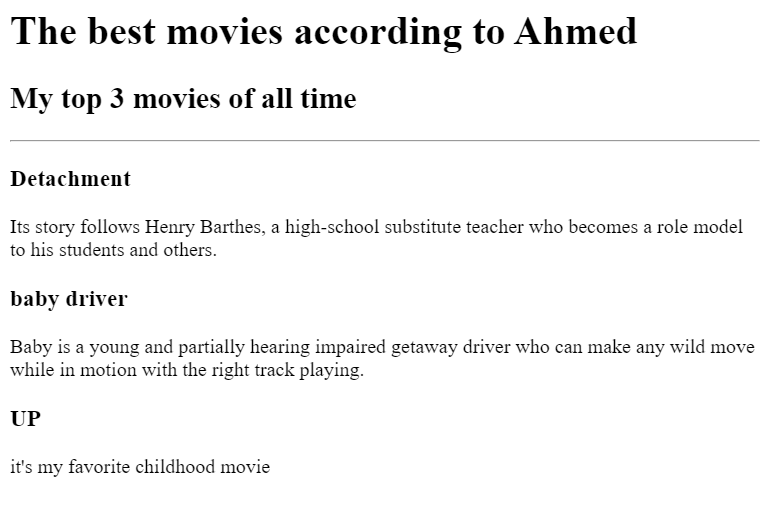 The best movies according to Ahmed
My top 3 movies of all time
Detachment
Its story follows Henry Barthes, a high-school substitute teacher who becomes a role model
to his students and others.
baby driver
Baby is a young and partially hearing impaired getaway driver who can make any wild move
while in motion with the right track playing.
UP
it's my favorite childhood movie